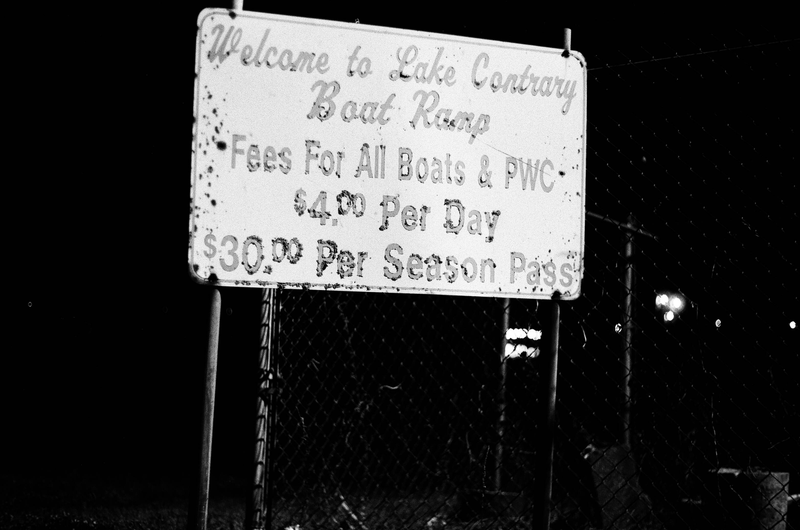 Welcome to Lake Contrary
Boat Ramp
Fees For All Boats & PWC
$4.00 Per Day
$30.00 Per Season Pass